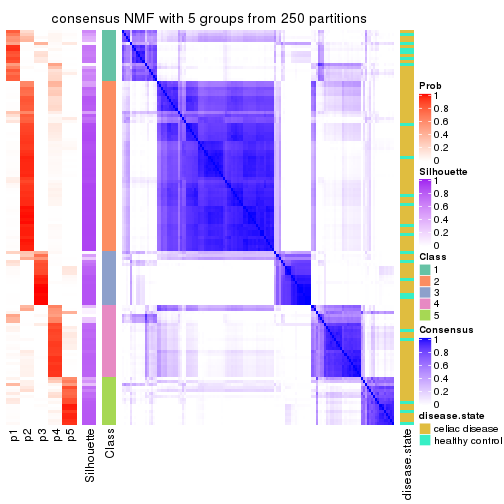 consensus NMF with 5 groups from 250 partitions
p1
p2
p3
p4
p5
Silhouette
Class
disease.state
Prob
1
0.8
0.6
0.4
0.2
0
Silhouette
1
0.8
0.6
0.4
0.2
0
Class
1
2
3
4
5
Consensus
1
0.8
0.6
0.4
0.2
0
disease.state
celiac disease
healthy control